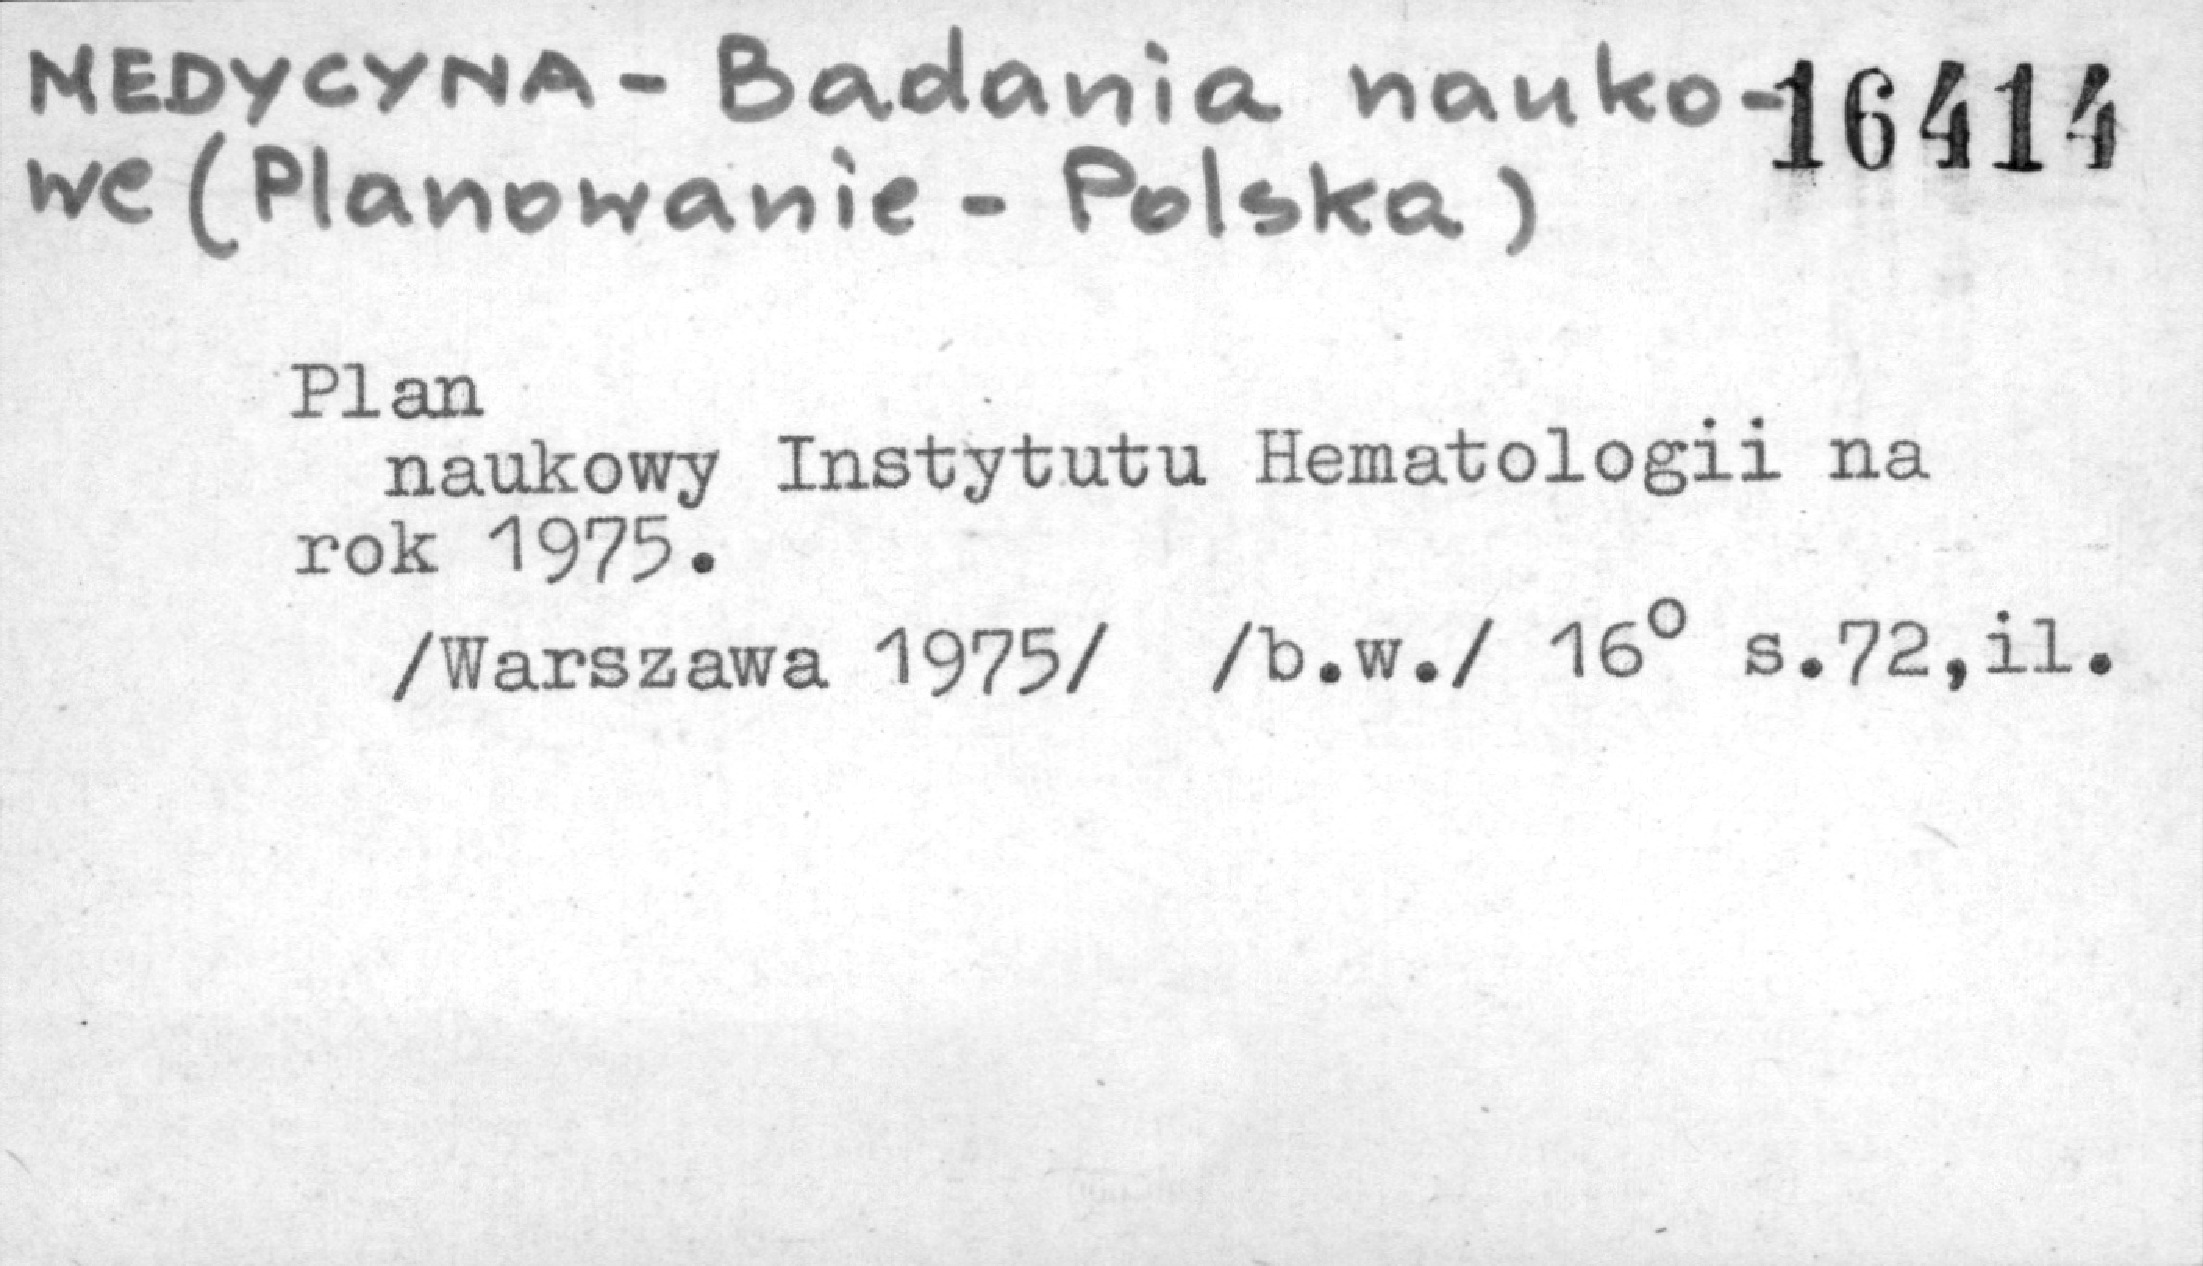 MEDYCYNA - Badania nauko- 16414
we (Planowanie - Polska)
Plan
naukowy Instytutu Hematologii na
rok 1975.
/Warszawa 1975/ /b.w./ 16° s.72,il.